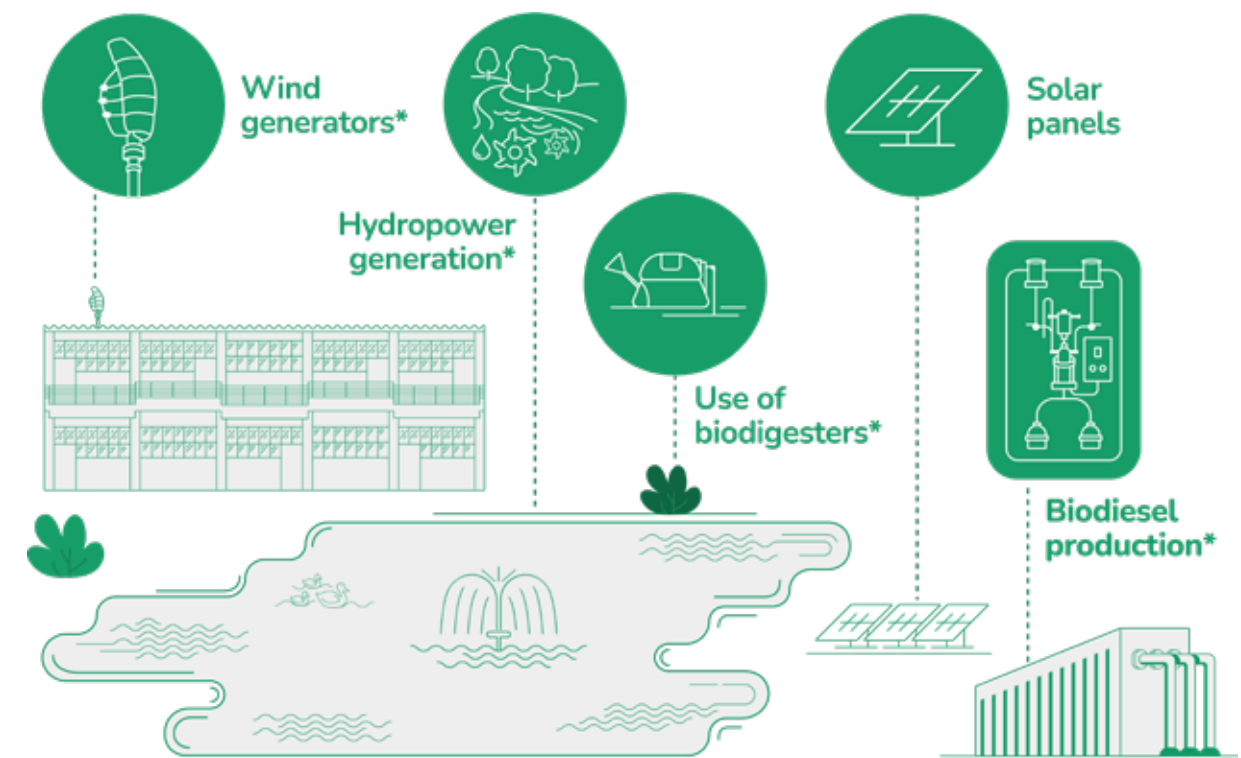 Wind
generators*
Hydropower
generation*
Solar
panels
Use of
biodigesters*
Biodiesel
production*